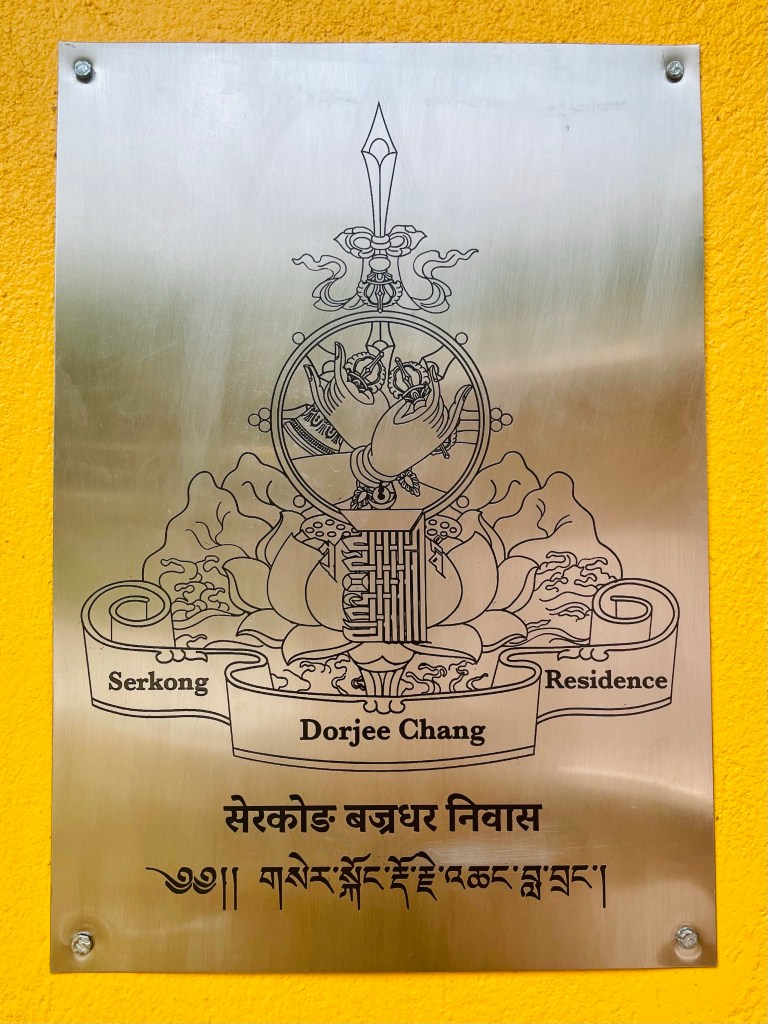 Serkong
Dorjee Chang
Residence
सेरकोङ बज्रधर निवास
༄༅།། གསེར་སྐོང་རྡོ་རྗེ་འཆང་བླ་བྲང་།